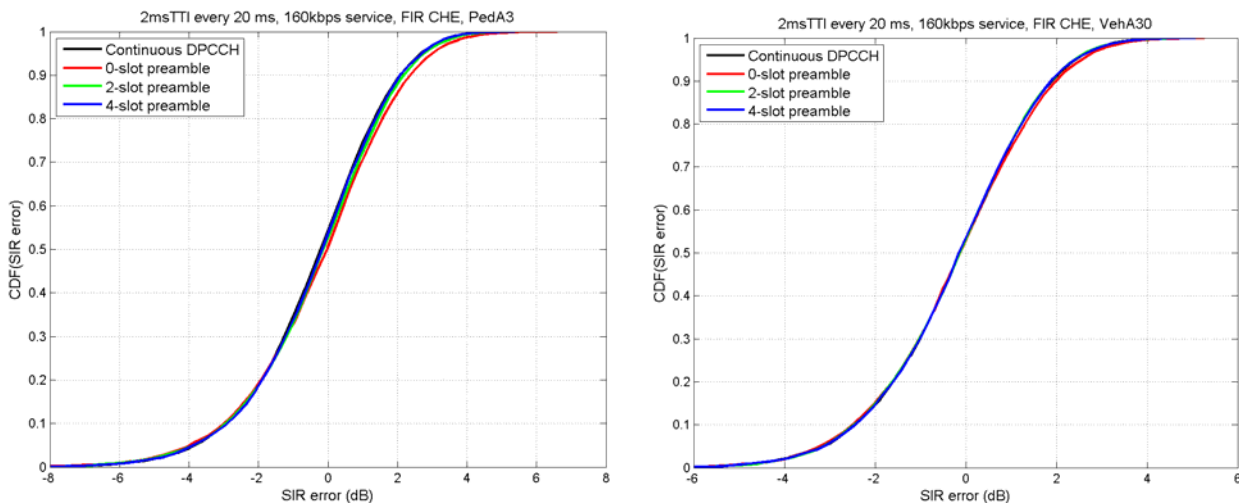 2msTTI every 20 ms, 160kbps service, FIR CHE, PedA3
Continuous DPCCH
0-slot preamble
2-slot preamble
4-slot preamble
CDF(SIR error)
1
0.9
0.8
0.7
0.6
0.5
0.4
0.3
0.2
0.1
0
-8
-6
-4
-2
0
2
4
6
8
SIR error (dB)
2msTTI every 20 ms, 160kbps service, FIR CHE, VehA30
Continuous DPCCH
0-slot preamble
2-slot preamble
4-slot preamble
CDF(SIR error)
1
0.9
0.8
0.7
0.6
0.5
0.4
0.3
0.2
0.1
0
-6
-4
-2
0
2
4
6
SIR error (dB)